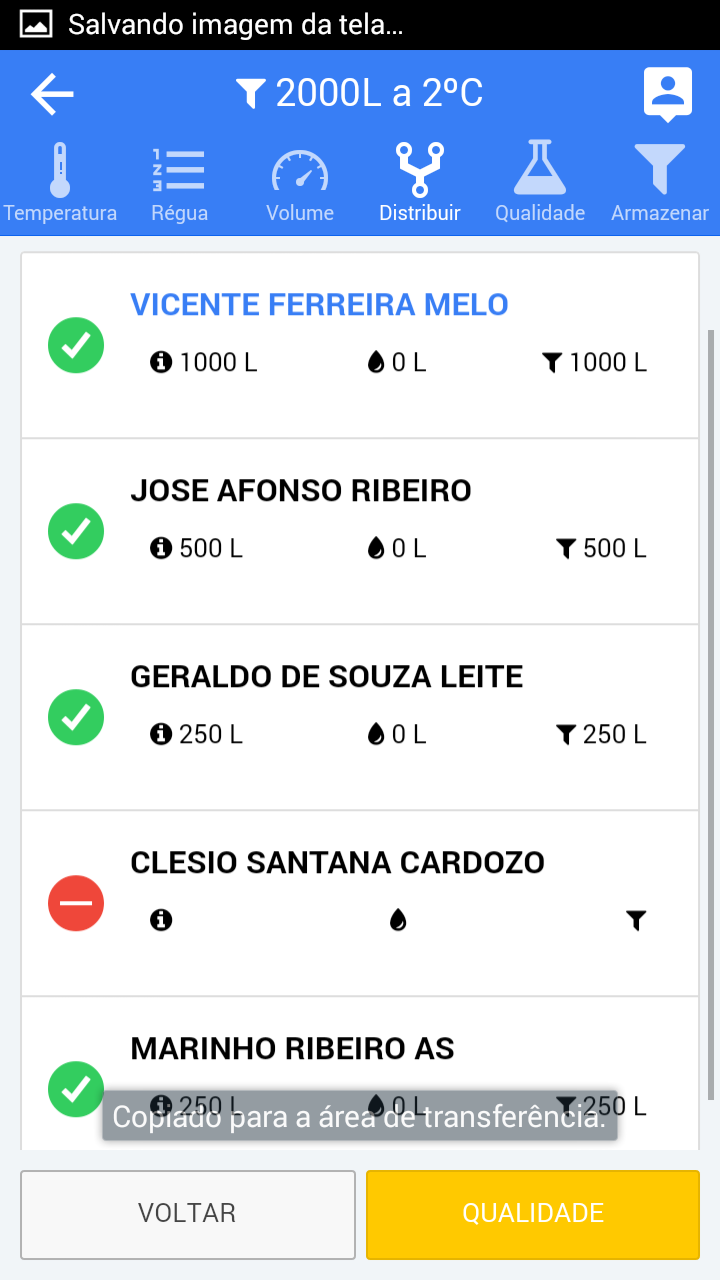 Salvando imagem da tela...
2000L a 2ºC
Temperatura Régua Volume Distribuir Qualidade Armazenar
VICENTE FERREIRA MELO
1000 L 0 L 1000 L
JOSE AFONSO RIBEIRO
500 L 0 L 500 L
GERALDO DE SOUZA LEITE
250 L 0 L 250 L
CLESIO SANTANA CARDOZO
MARINHO RIBEIRO AS
250 L 0 L 250 L
Copiado para a área de transferência.
VOLTAR QUALIDADE